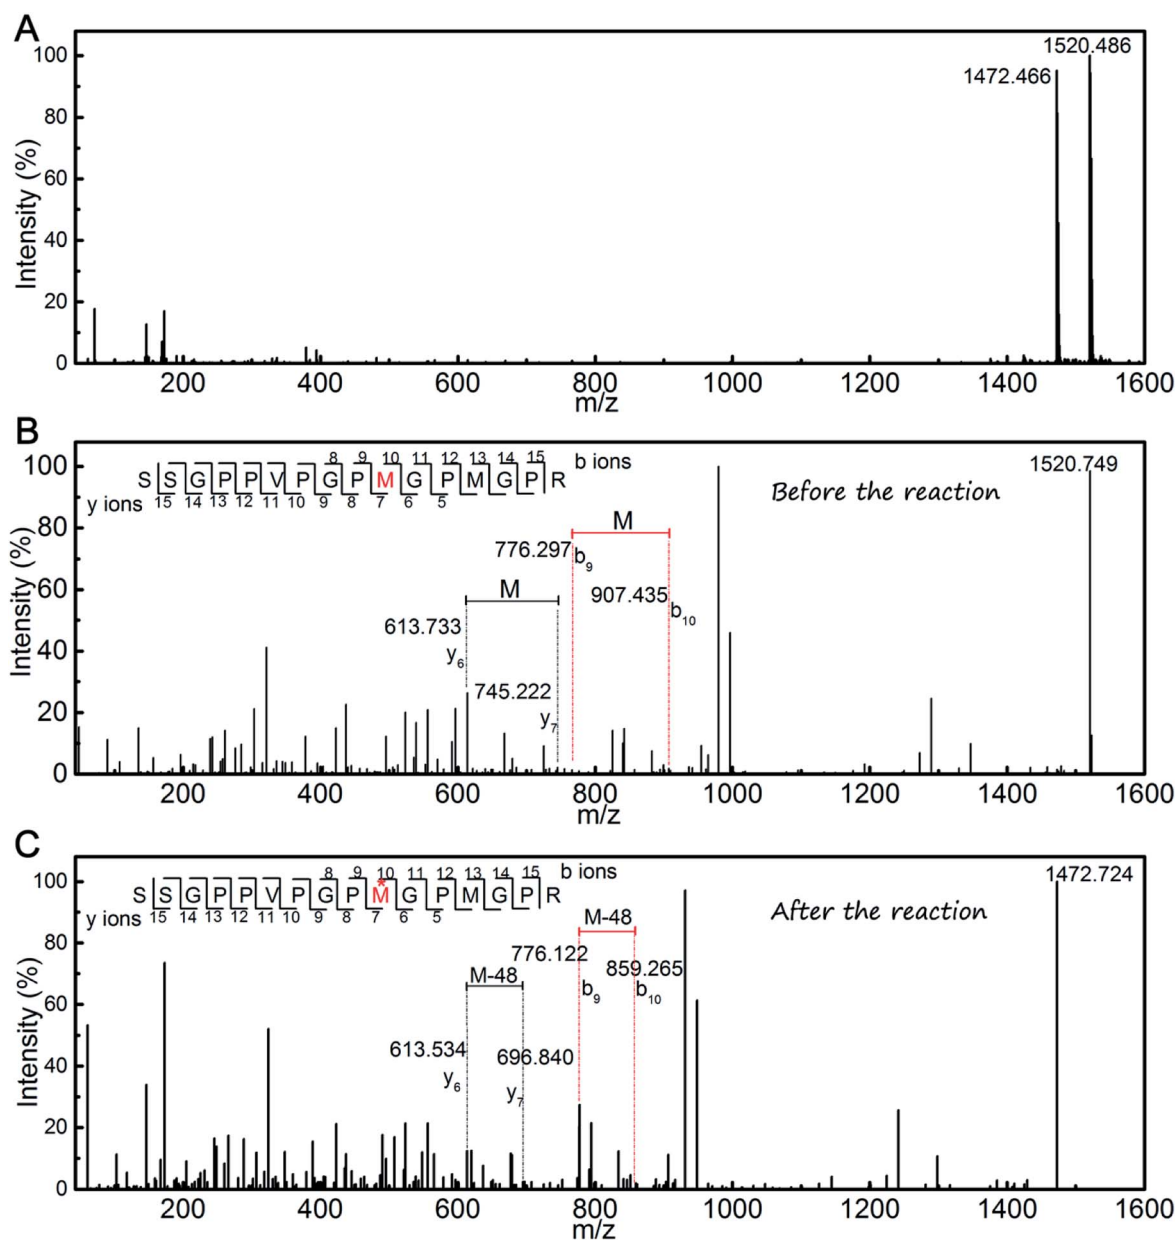 A
Intensity (%)
100
80
60
40
20
0
1520.486
1472.466
200 400 600 800 1000 1200 1400 1600
m/z
B
Intensity (%)
100
80
60
40
20
0
8 9 10 11 12 13 14 15 b ions
S S G P P V P G P M G P M G P R
y ions 15 14 13 12 11 10 9 8 7 6 5
Before the reaction
1520.749
M
776.297 b9
M
907.435 b10
613.733
y6
745.222
y7
200 400 600 800 1000 1200 1400 1600
m/z
C
Intensity (%)
100
80
60
40
20
0
8 9 10 11 12 13 14 15 b ions
*
S S G P P V P G P M G P M G P R
y ions 15 14 13 12 11 10 9 8 7 6 5
After the reaction
1472.724
M-48
776.122
859.265
M-48
b9 b10
613.534
696.840
y6
y7
200 400 600 800 1000 1200 1400 1600
m/z